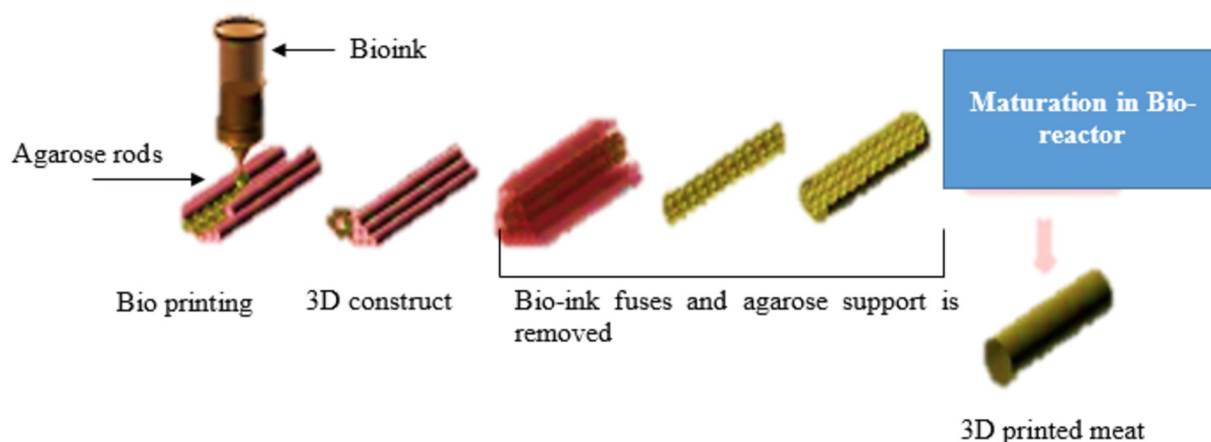 Bioink
Agarose rods
Bio printing
3D construct
Bio-ink fuses and agarose support is
removed
Maturation in Bio-
reactor
3D printed meat